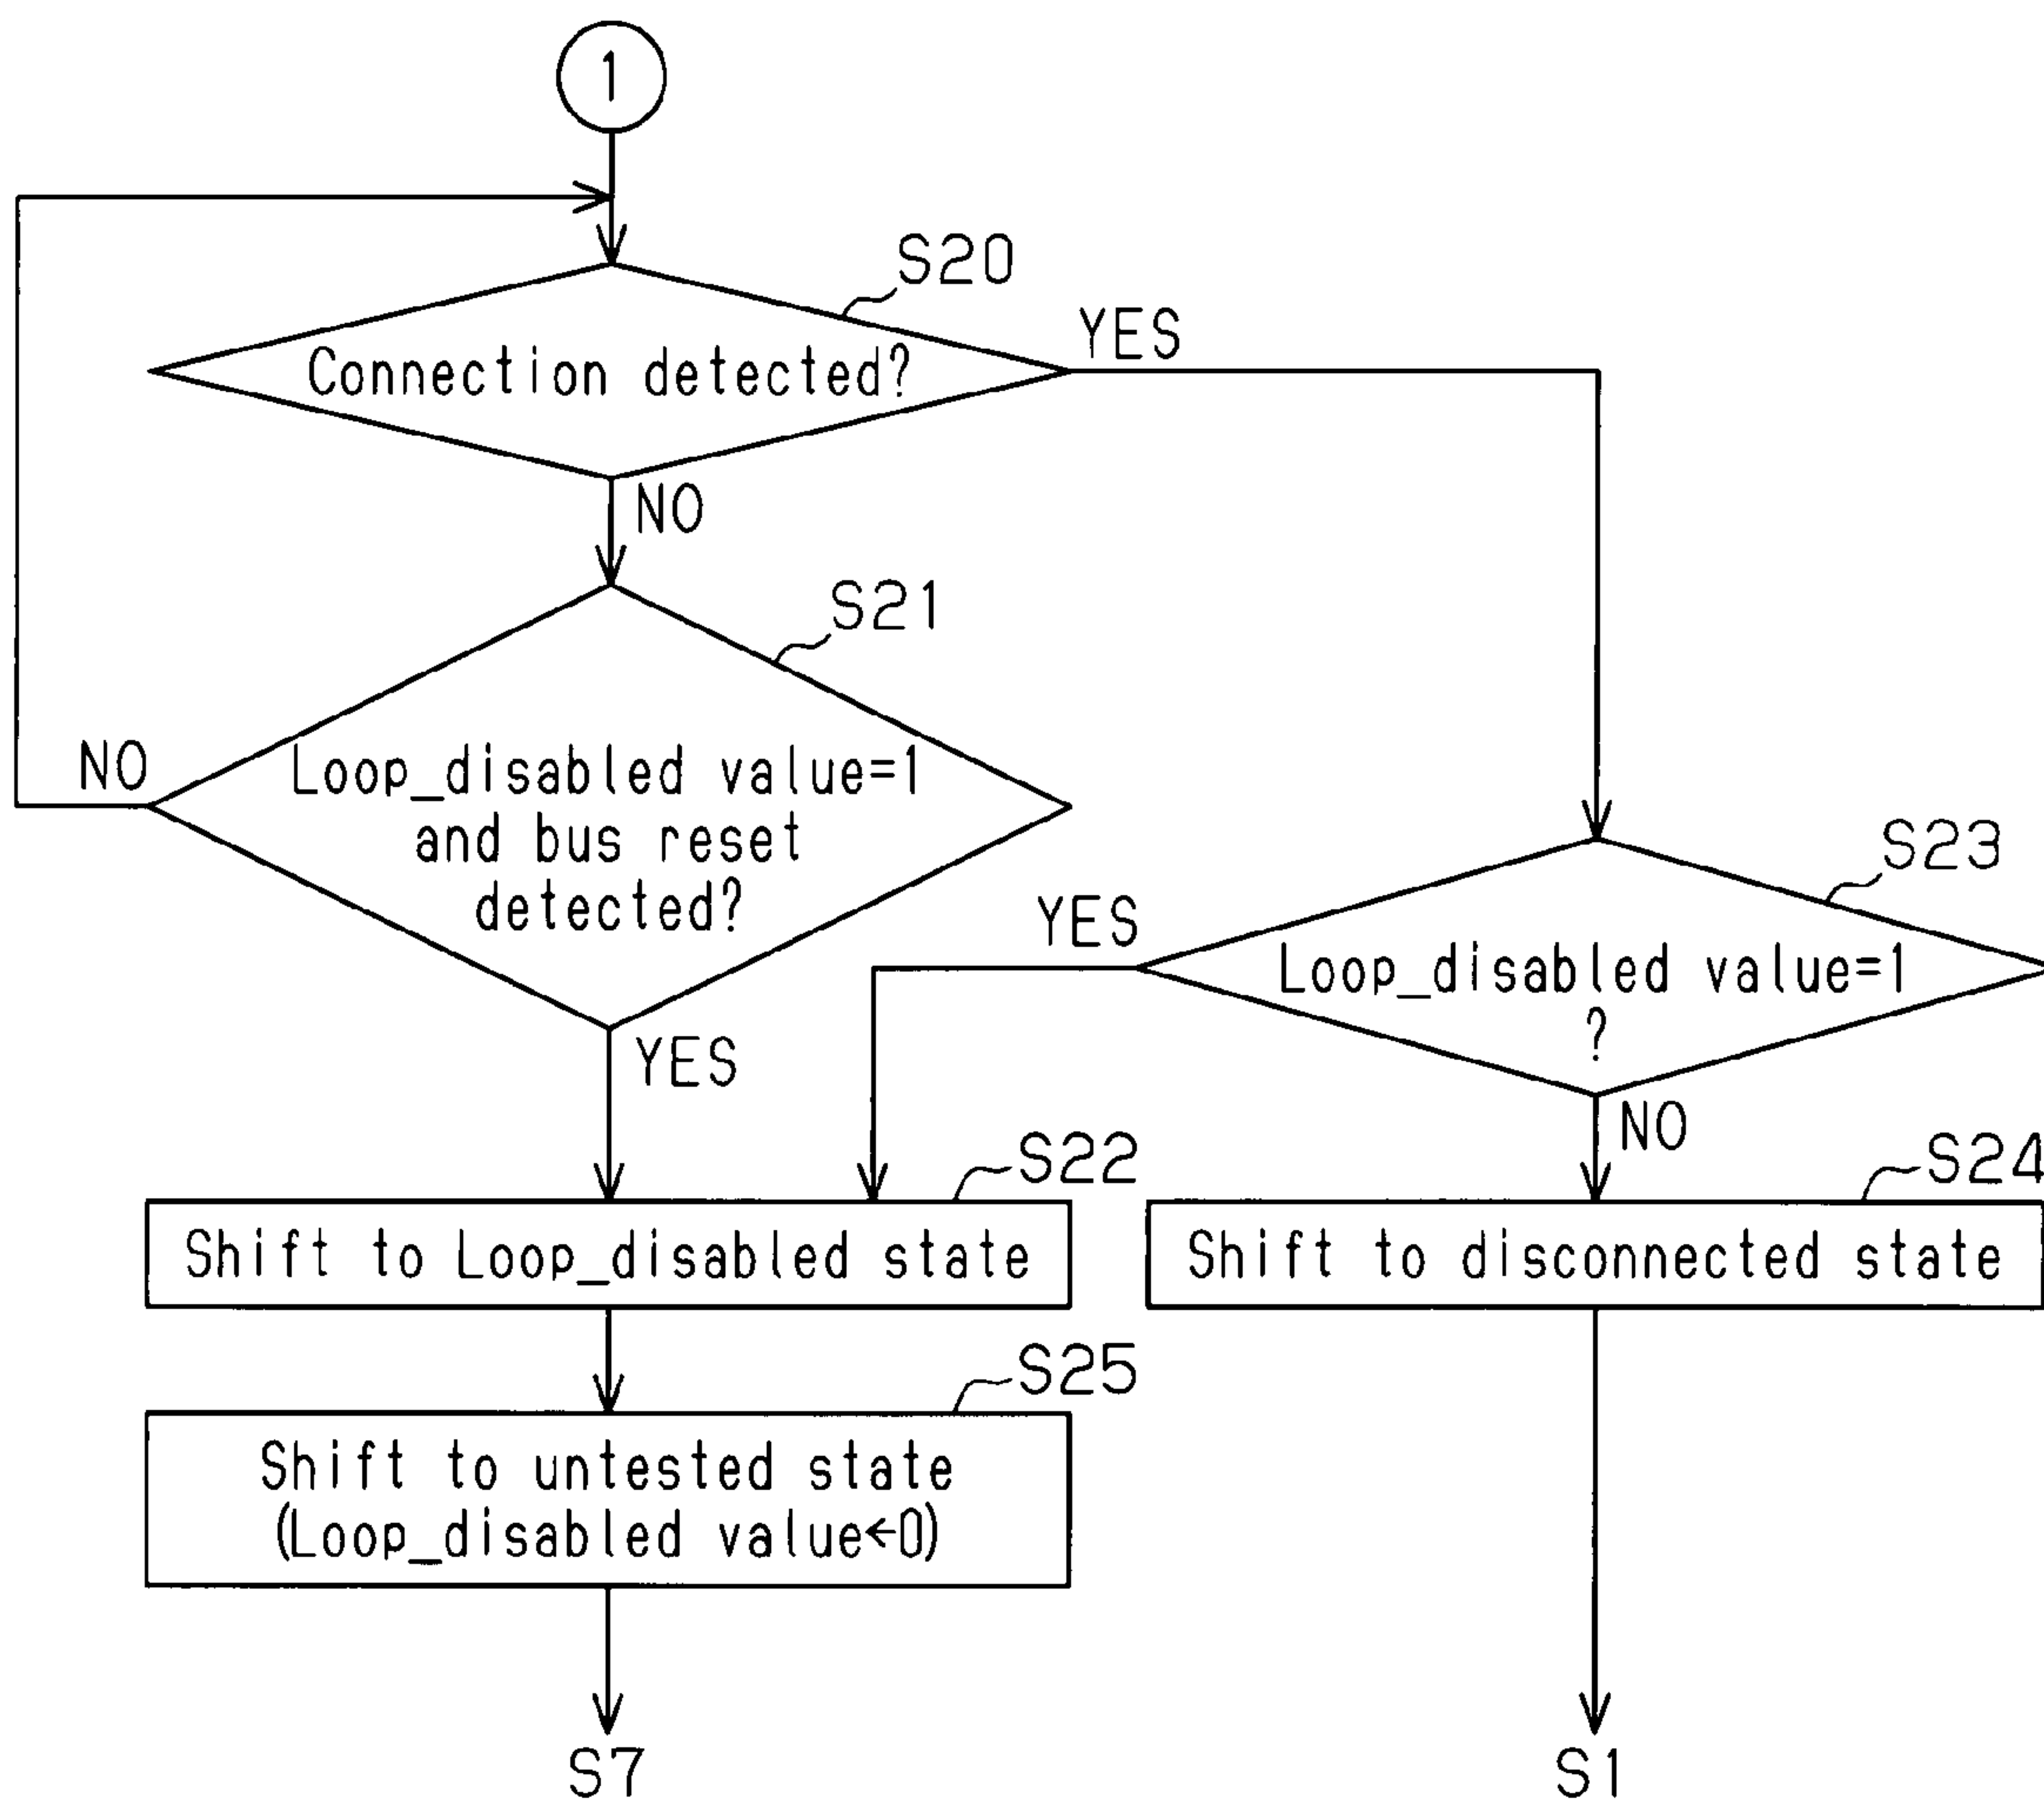 1
S20
YES
Connection detected?
NO
S21
NO
Loop_disabled value=1
and bus reset
detected?
YES
S23
YES
Loop_disabled value=1
?
NO
S22
Shift to Loop_disabled state
S24
Shift to disconnected state
S25
Shift to untested state
(Loop_disabled value←0)
S7
S1